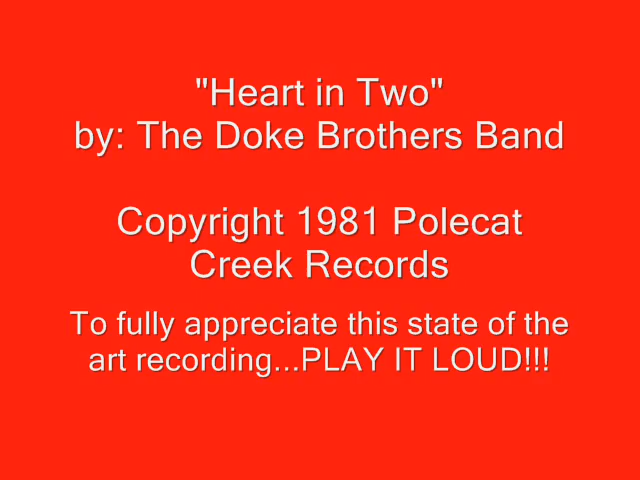 "Heart in Two"
by: The Doke Brothers Band
Copyright 1981 Polecat
Creek Records
To fully appreciate this state of the
art recording...PLAY IT LOUD!!!